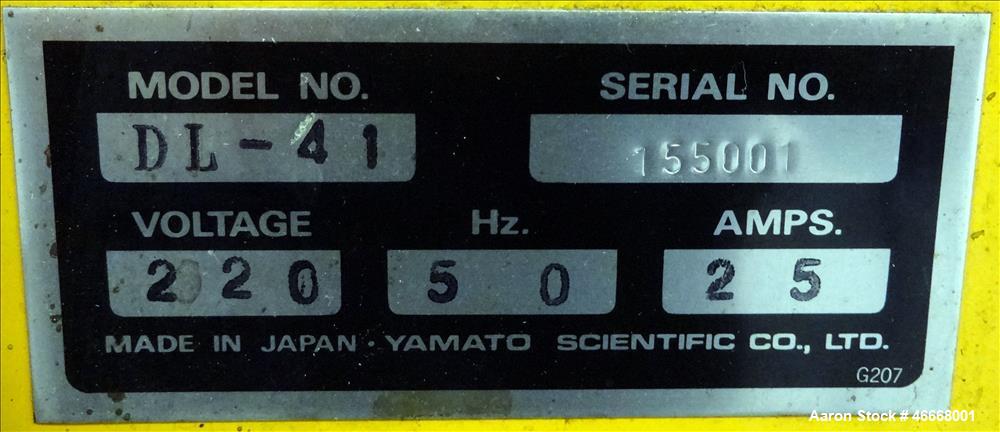 MODEL NO. SERIAL NO.
DL-41 155001
VOLTAGE Hz. AMPS.
220 50 25
MADE IN JAPAN · YAMATO SCIENTIFIC CO., LTD.
G207
Aaron Stock # 46668001